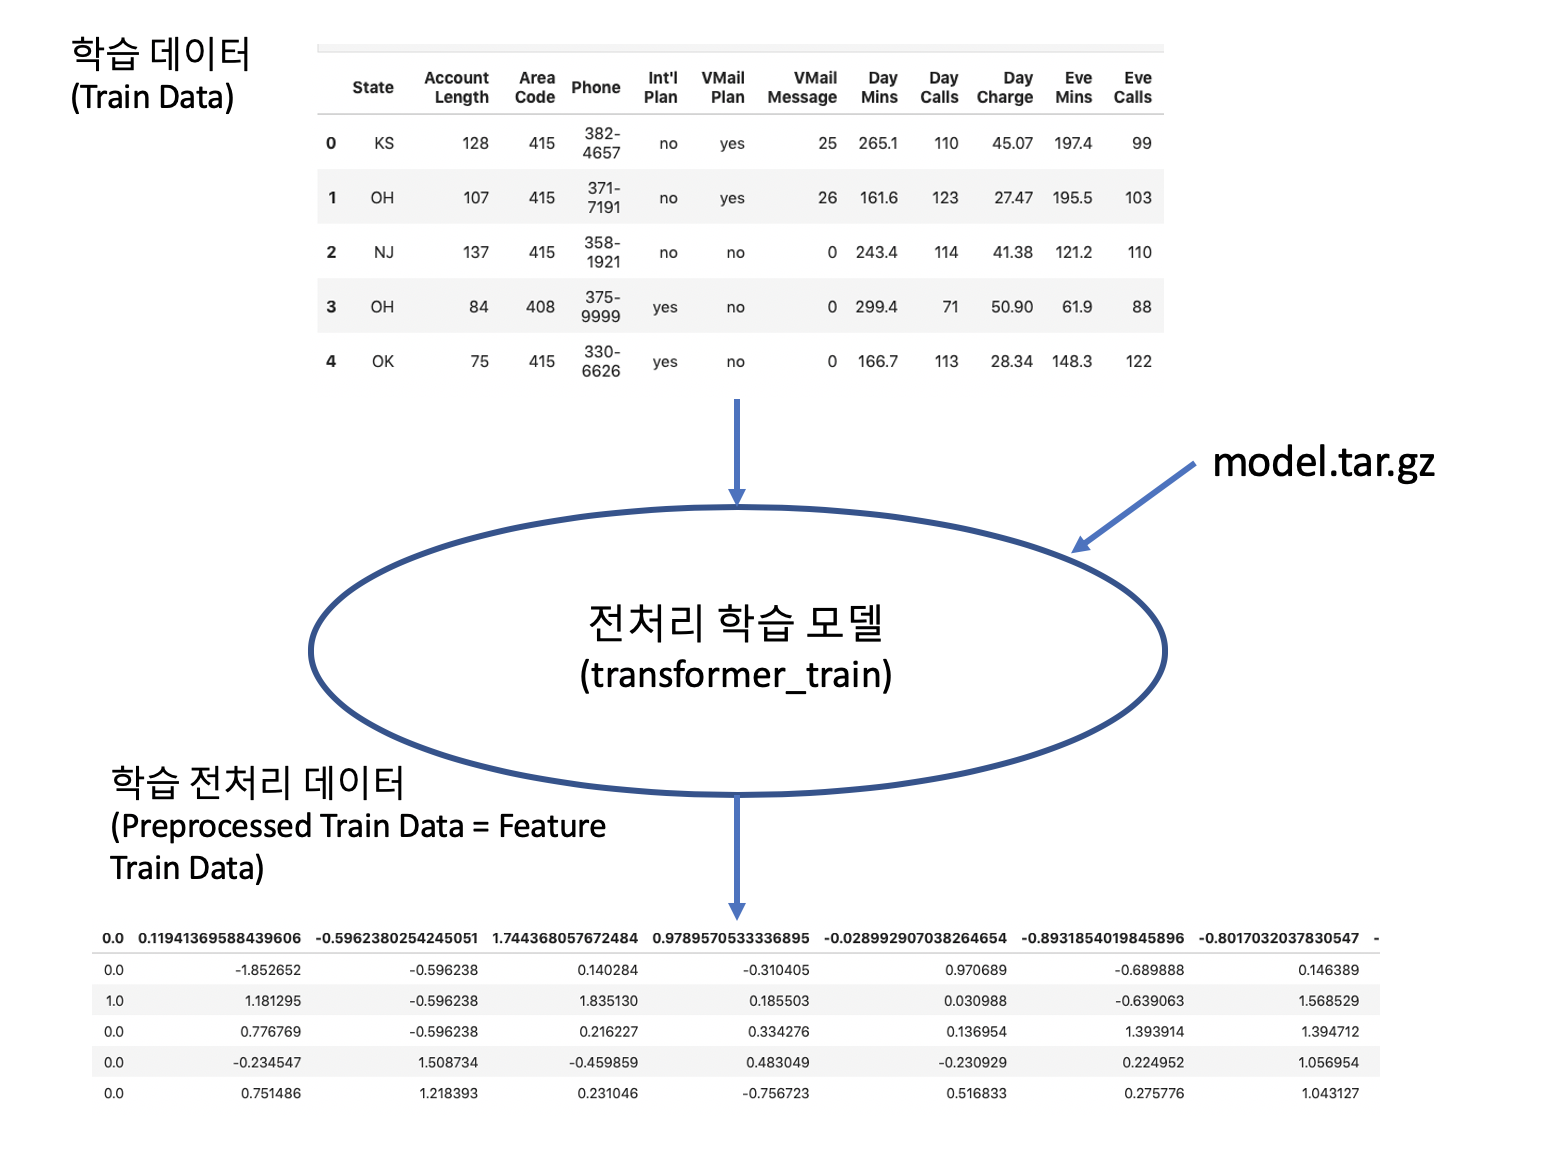 학습 데이터
(Train Data)
State Account Length Area Code Phone Int'l Plan VMail Plan VMail Message Day Mins Day Calls Day Charge Eve Mins Eve Calls
0 KS 128 415 382-4657 no yes 25 265.1 110 45.07 197.4 99
1 OH 107 415 371-7191 no yes 26 161.6 123 27.47 195.5 103
2 NJ 137 415 358-1921 no no 0 243.4 114 41.38 121.2 110
3 OH 84 408 375-9999 yes no 0 299.4 71 50.90 61.9 88
4 OK 75 415 330-6626 yes no 0 166.7 113 28.34 148.3 122
model.tar.gz
전처리 학습 모델
(transformer_train)
학습 전처리 데이터
(Preprocessed Train Data = Feature
Train Data)
0.0 0.11941369588439606 -0.5962380254245051 1.744368057672484 0.9789570533336895 -0.028992907038264654 -0.8931854019845896 -0.8017032037830547 -
0.0 -1.852652 -0.596238 0.140284 -0.310405 0.970689 -0.689888 0.146389
1.0 1.181295 -0.596238 1.835130 0.185503 0.030988 -0.639063 1.568529
0.0 0.776769 -0.596238 0.216227 0.334276 0.136954 1.393914 1.394712
0.0 -0.234547 1.508734 -0.459859 0.483049 -0.230929 0.224952 1.056954
0.0 0.751486 1.218393 0.231046 -0.756723 0.516833 0.275776 1.043127